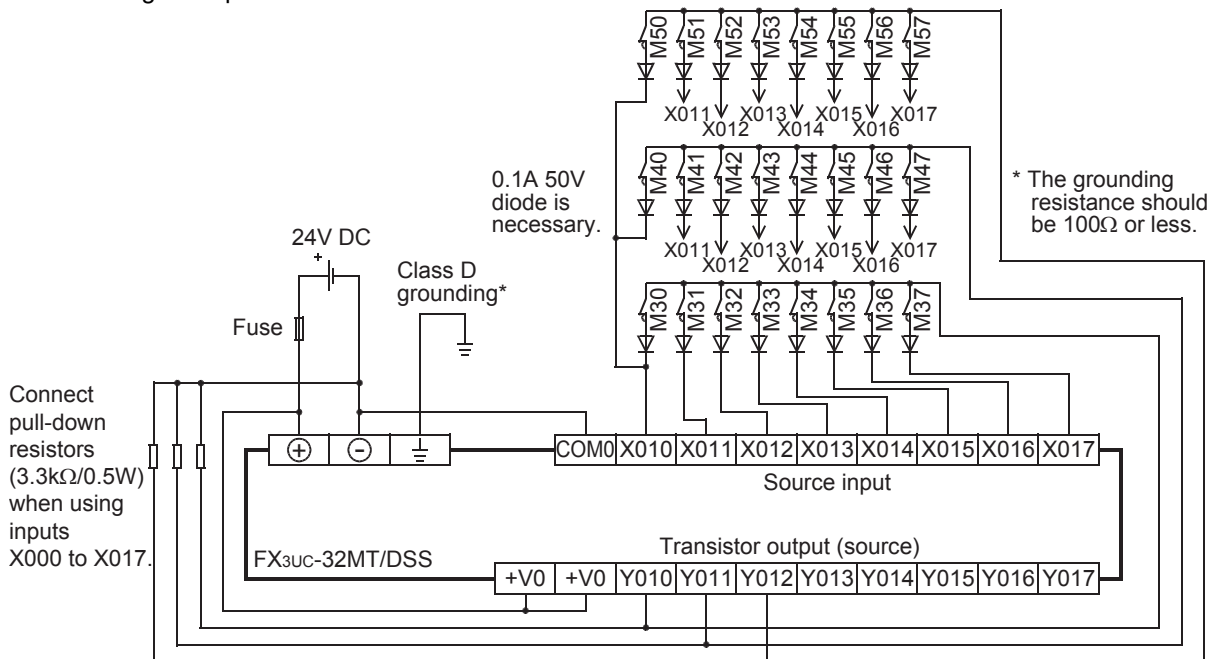 M50 M51 M52 M53 M54 M55 M56 M57
X011 X013 X015 X017
X012 X014 X016
M40 M41 M42 M43 M44 M45 M46 M47
0.1A 50V
diode is
necessary.
* The grounding
resistance should
be 100Ω or less.
X011 X013 X015 X017
X012 X014 X016
24V DC
+
Class D
grounding*
M30 M31 M32 M33 M34 M35 M36 M37
Fuse
Connect
pull-down
resistors
(3.3kΩ/0.5W)
when using
inputs
X000 to X017.
+ -
COM0 X010 X011 X012 X013 X014 X015 X016 X017
Source input
FX3UC-32MT/DSS
Transistor output (source)
+V0 +V0 Y010 Y011 Y012 Y013 Y014 Y015 Y016 Y017